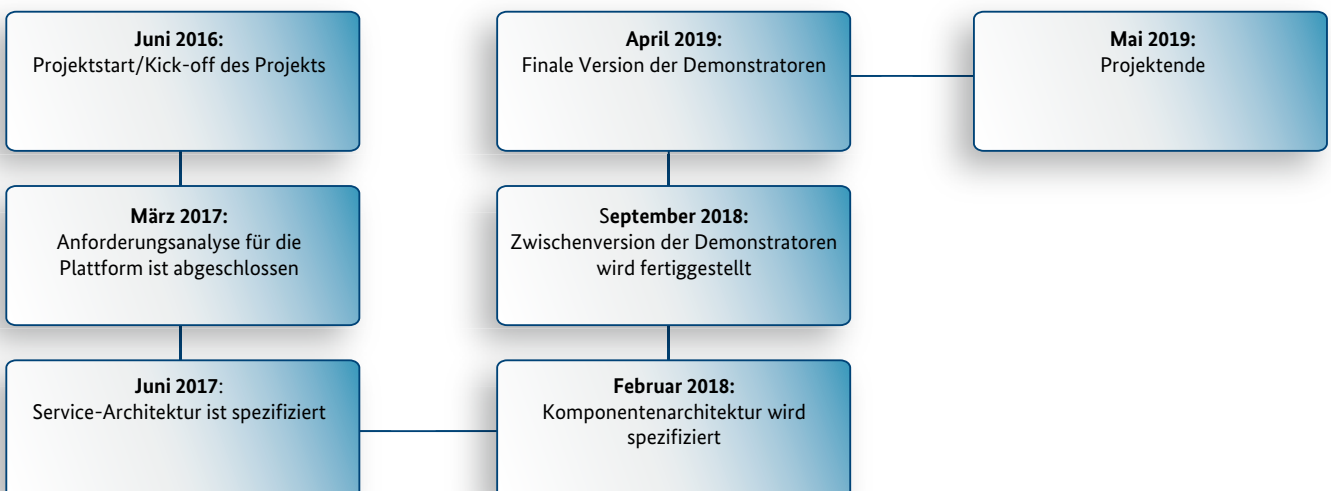 Juni 2016:
Projektstart/Kick-off des Projekts
März 2017:
Anforderungsanalyse für die
Plattform ist abgeschlossen
Juni 2017:
Service-Architektur ist spezifiziert
Februar 2018:
Komponentenarchitektur wird
spezifiziert
September 2018:
Zwischenversion der Demonstratoren
wird fertiggestellt
April 2019:
Finale Version der Demonstratoren
Mai 2019:
Projektende